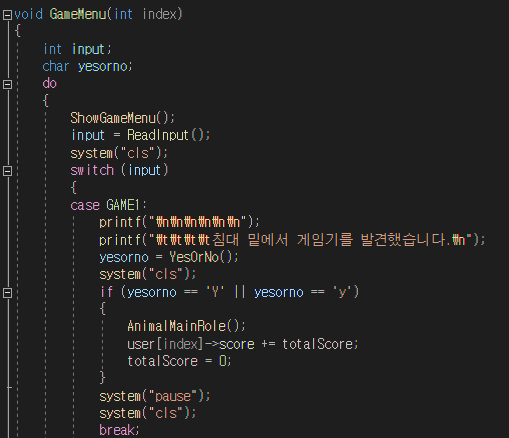 void GameMenu(int index)
{
int input;
char yesorno;
do
{
ShowGameMenu();
input = ReadInput();
system("cls");
switch (input)
{
case GAME1:
printf("₩n₩n₩n₩n₩n");
printf("₩t₩t₩t₩t침대 밑에서 게임기를 발견했습니다.₩n");
yesorno = YesOrNo();
system("cls");
if (yesorno == 'Y' || yesorno == 'y')
{
AnimalMainRole();
user[index]->score += totalScore;
totalScore = 0;
}
system("pause");
system("cls");
break;